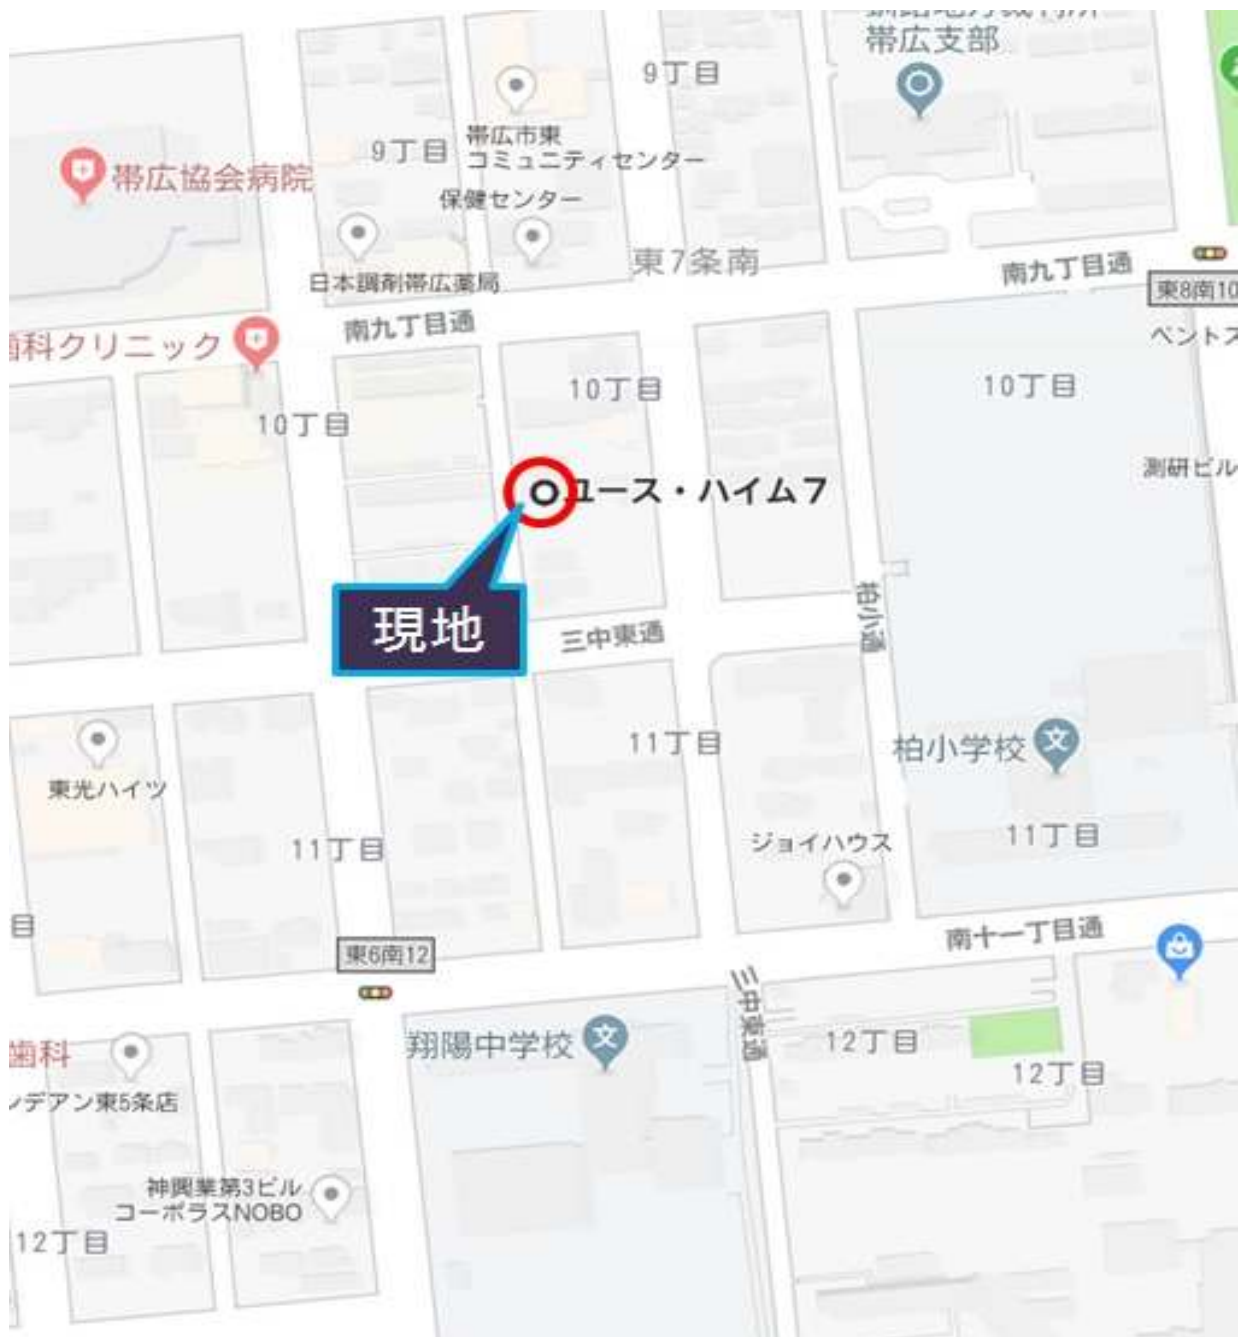 帯広支部
9丁目
帯広市東
コミュニティセンター
9丁目
帯広協会病院
保健センター
東7条南
南九丁目通
日本調剤帯広薬局
東8南10
南九丁目通
歯科クリニック
10丁目
10丁目
10丁目
測研ビル
ユース・ハイム7
現地
三中東通
柏小通
11丁目
柏小学校
東光ハイツ
11丁目
ジョイハウス
11丁目
目
南十一丁目通
東6南12
三中東通
翔陽中学校
12丁目
歯科
12丁目
ンデアン東5条店
神興業第3ビル
コーポラスNOBO
12丁目